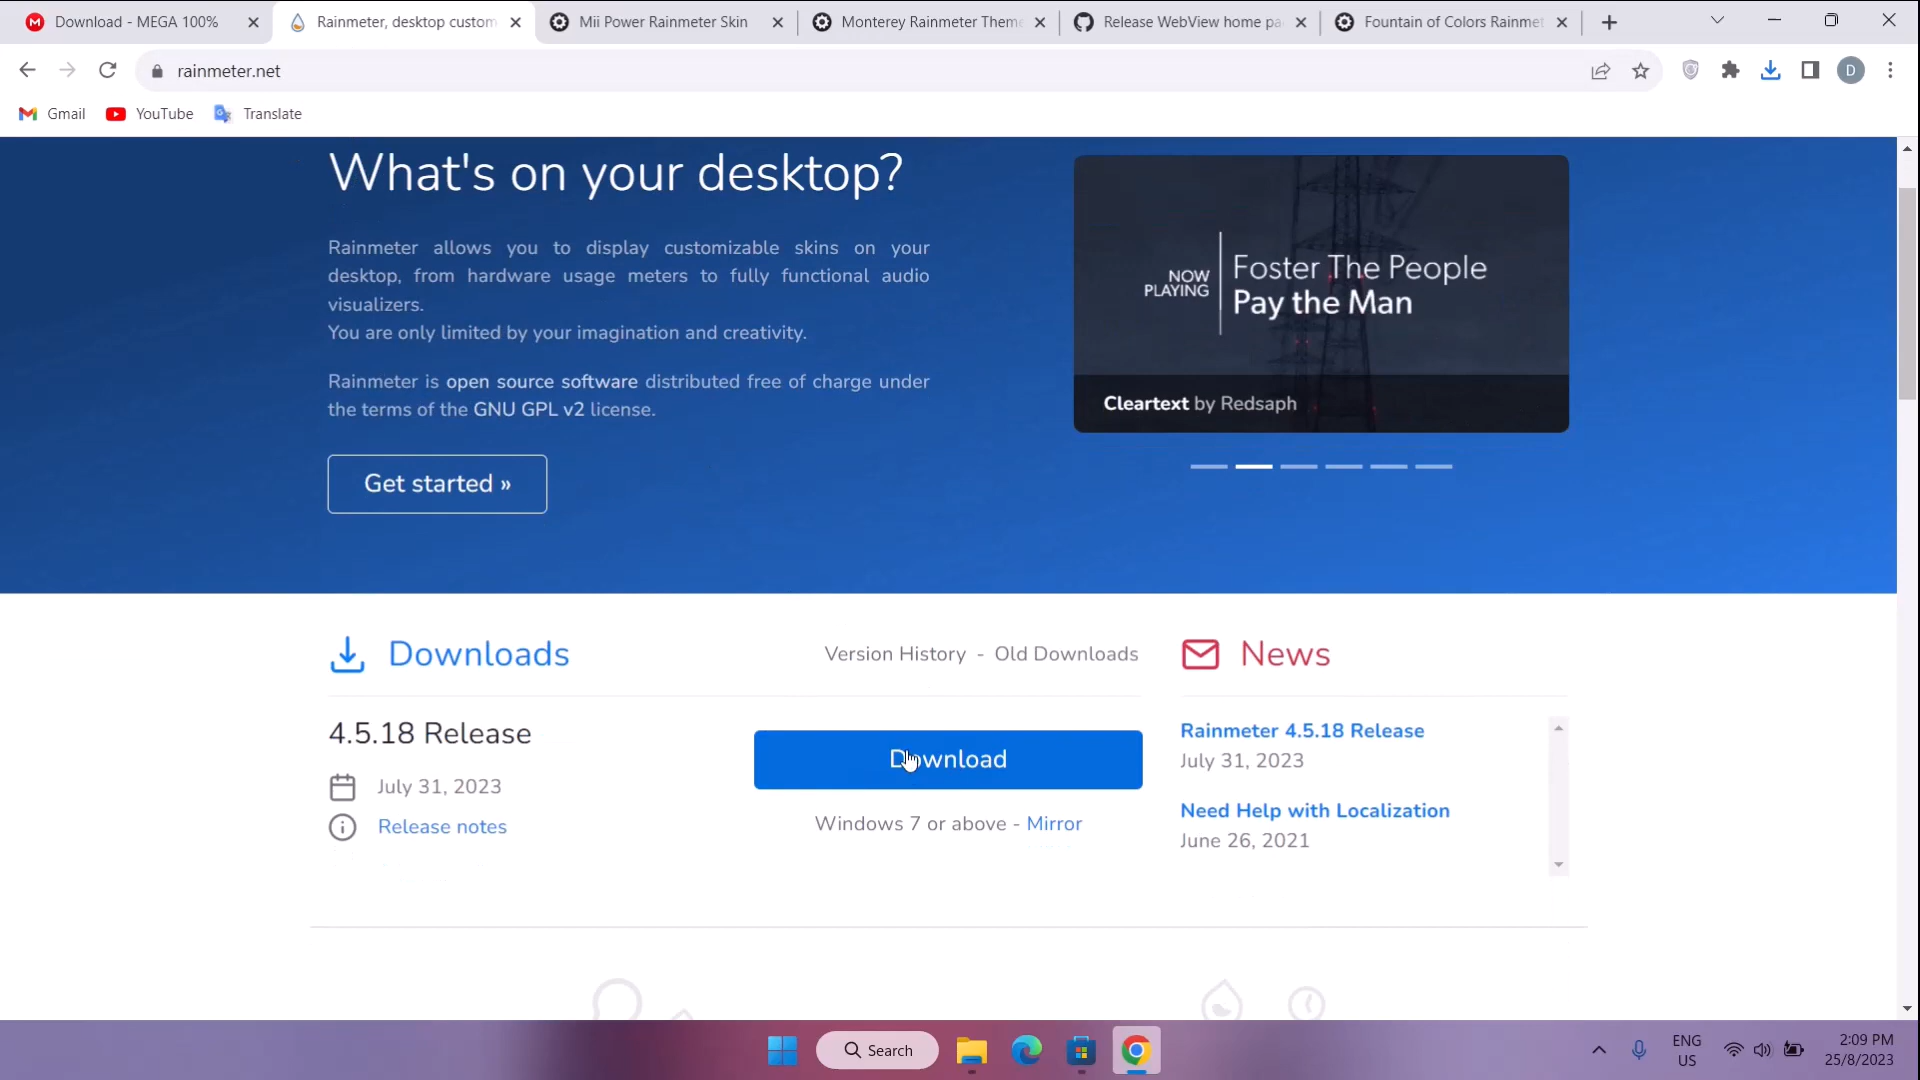 Download - MEGA 100%
Rainmeter, desktop custom
Mii Power Rainmeter Skin
Monterey Rainmeter Theme
Release WebView home pa
Fountain of Colors Rainmet
rainmeter.net
D
Gmail
YouTube
Translate
What's on your desktop?
Rainmeter allows you to display customizable skins on your
desktop, from hardware usage meters to fully functional audio
visualizers.
You are only limited by your imagination and creativity.
Rainmeter is open source software distributed free of charge under
the terms of the GNU GPL v2 license.
Get started »
NOW
PLAYING
Foster The People
Pay the Man
Cleartext by Redsaph
Downloads
Version History - Old Downloads
News
4.5.18 Release
July 31, 2023
Release notes
Download
Windows 7 or above - Mirror
Rainmeter 4.5.18 Release
July 31, 2023
Need Help with Localization
June 26, 2021
Search
ENG
US
2:09 PM
25/8/2023